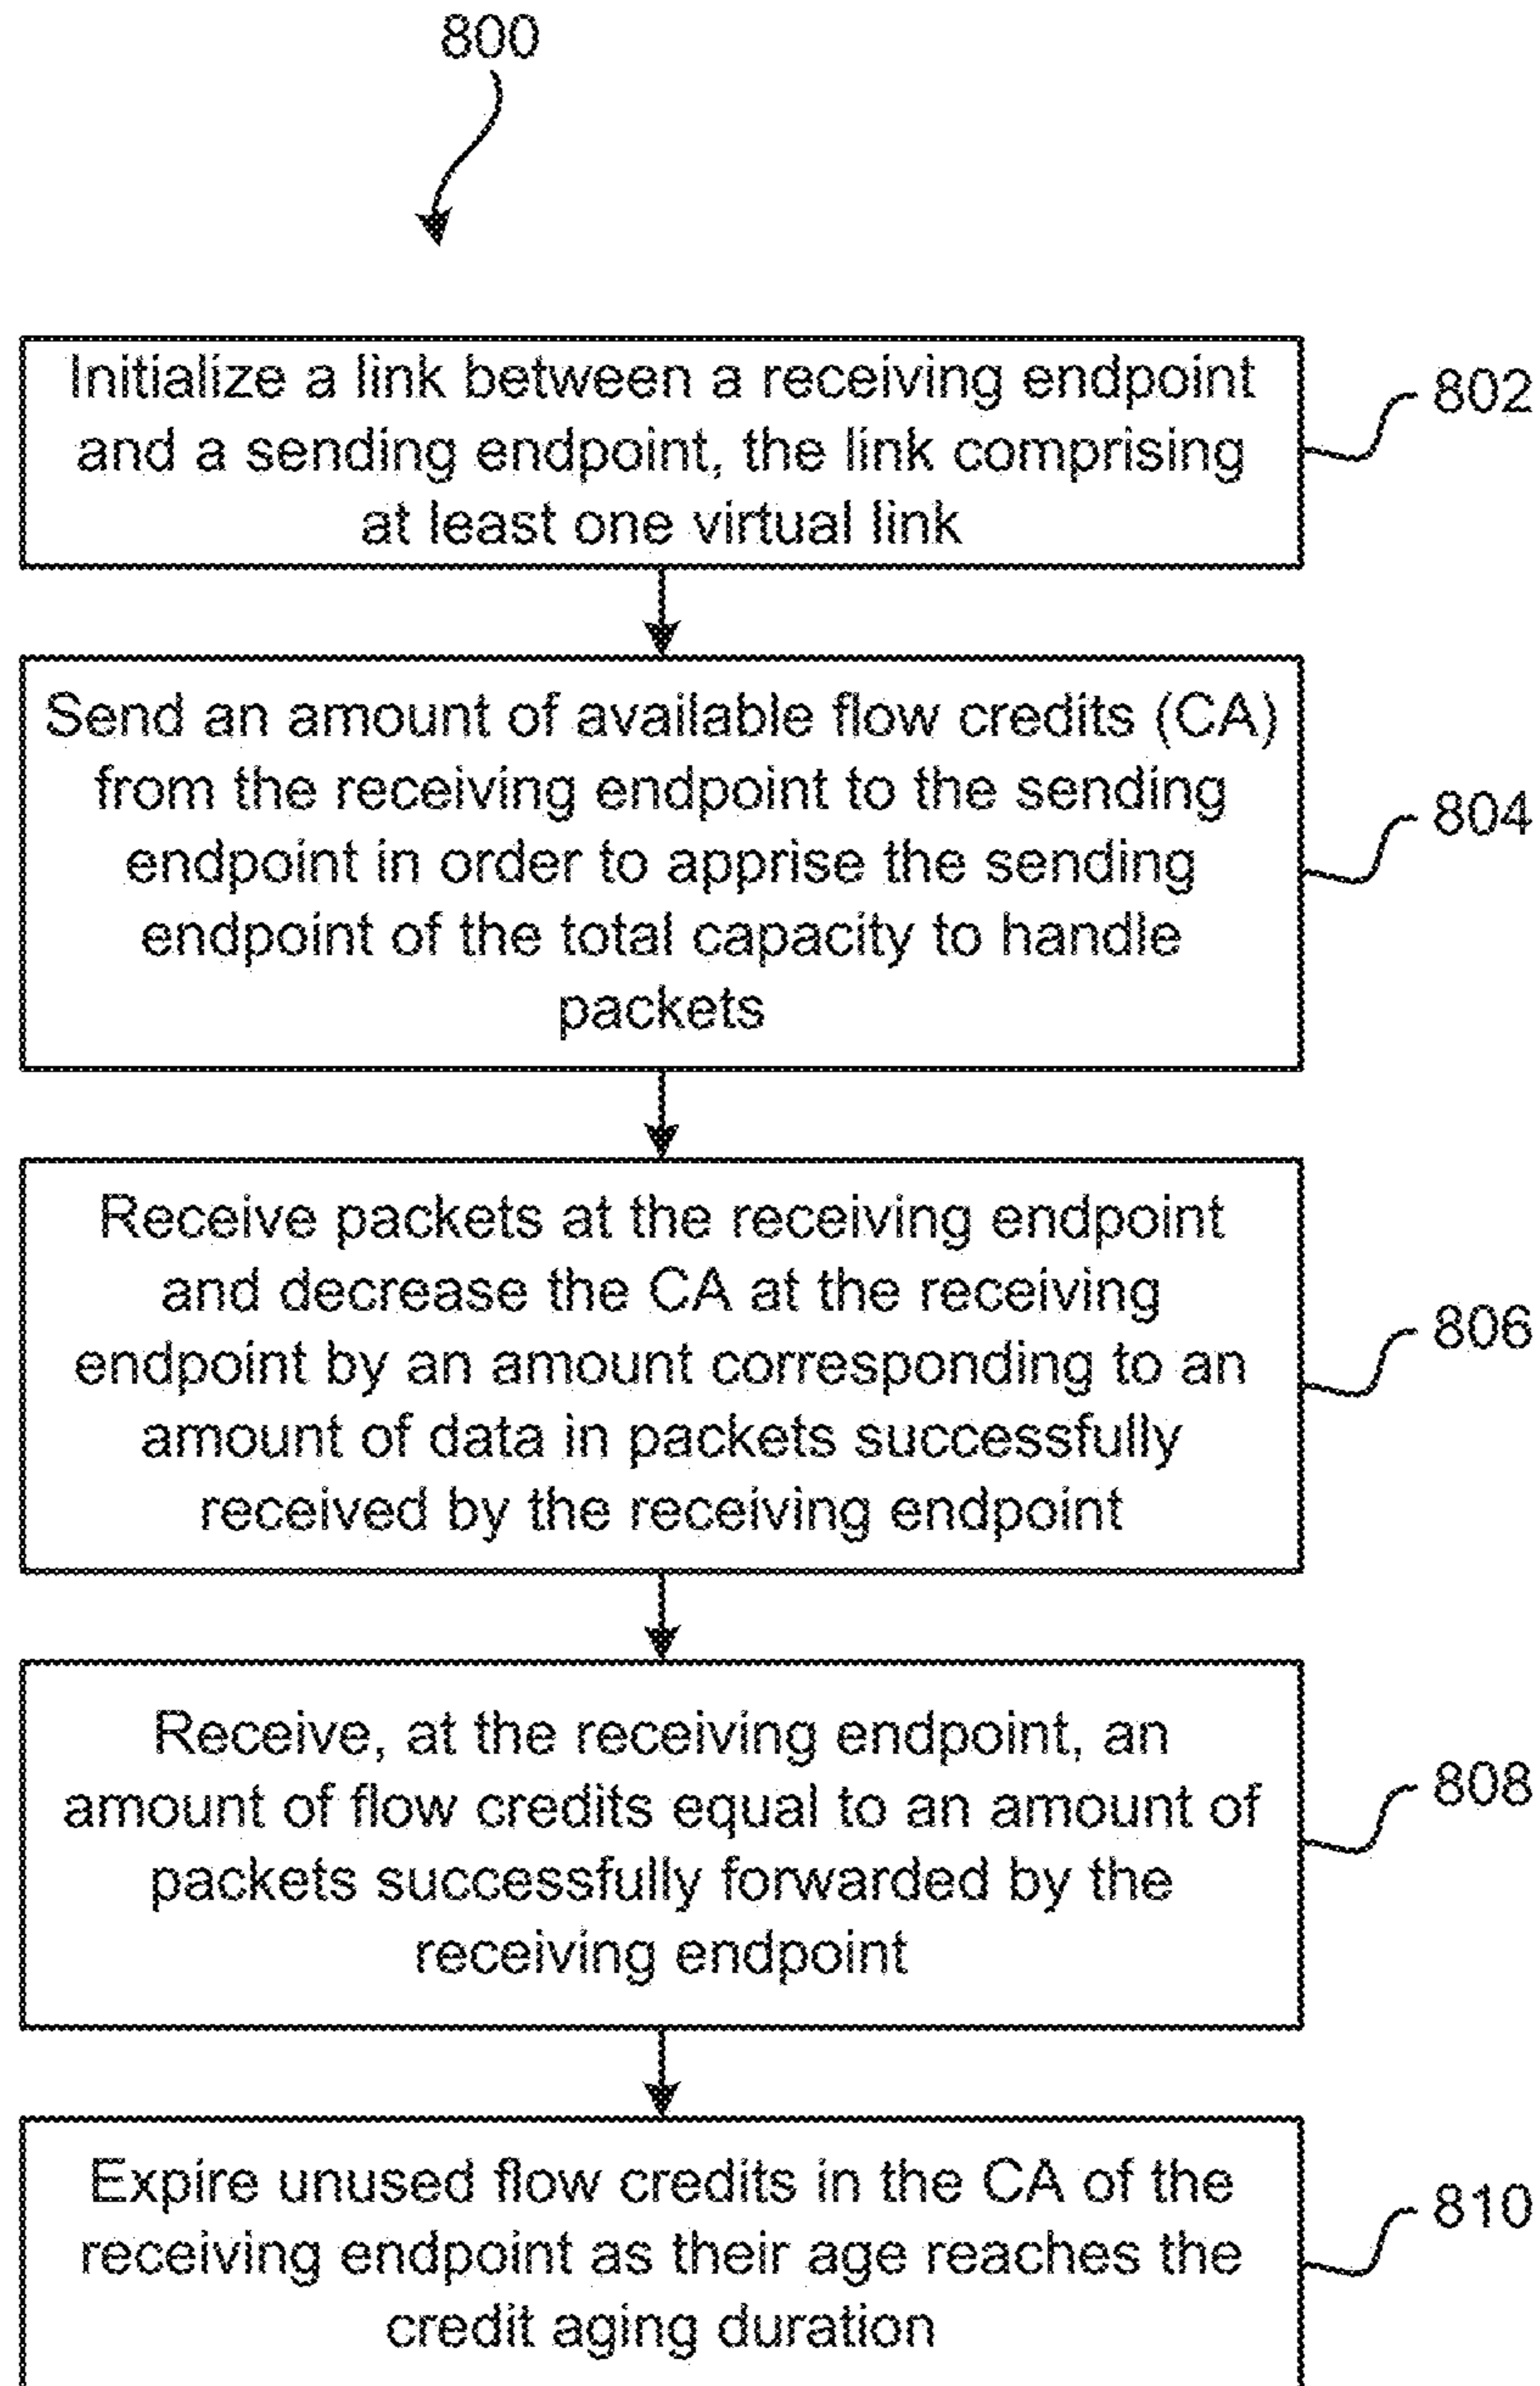 800
Initialize a link between a receiving endpoint
and a sending endpoint, the link comprising
at least one virtual link
802
Send an amount of available flow credits (CA)
from the receiving endpoint to the sending
endpoint in order to apprise the sending
endpoint of the total capacity to handle
packets
804
Receive packets at the receiving endpoint
and decrease the CA at the receiving
endpoint by an amount corresponding to an
amount of data in packets successfully
received by the receiving endpoint
806
Receive, at the receiving endpoint, an
amount of flow credits equal to an amount of
packets successfully forwarded by the
receiving endpoint
808
Expire unused flow credits in the CA of the
receiving endpoint as their age reaches the
credit aging duration
810